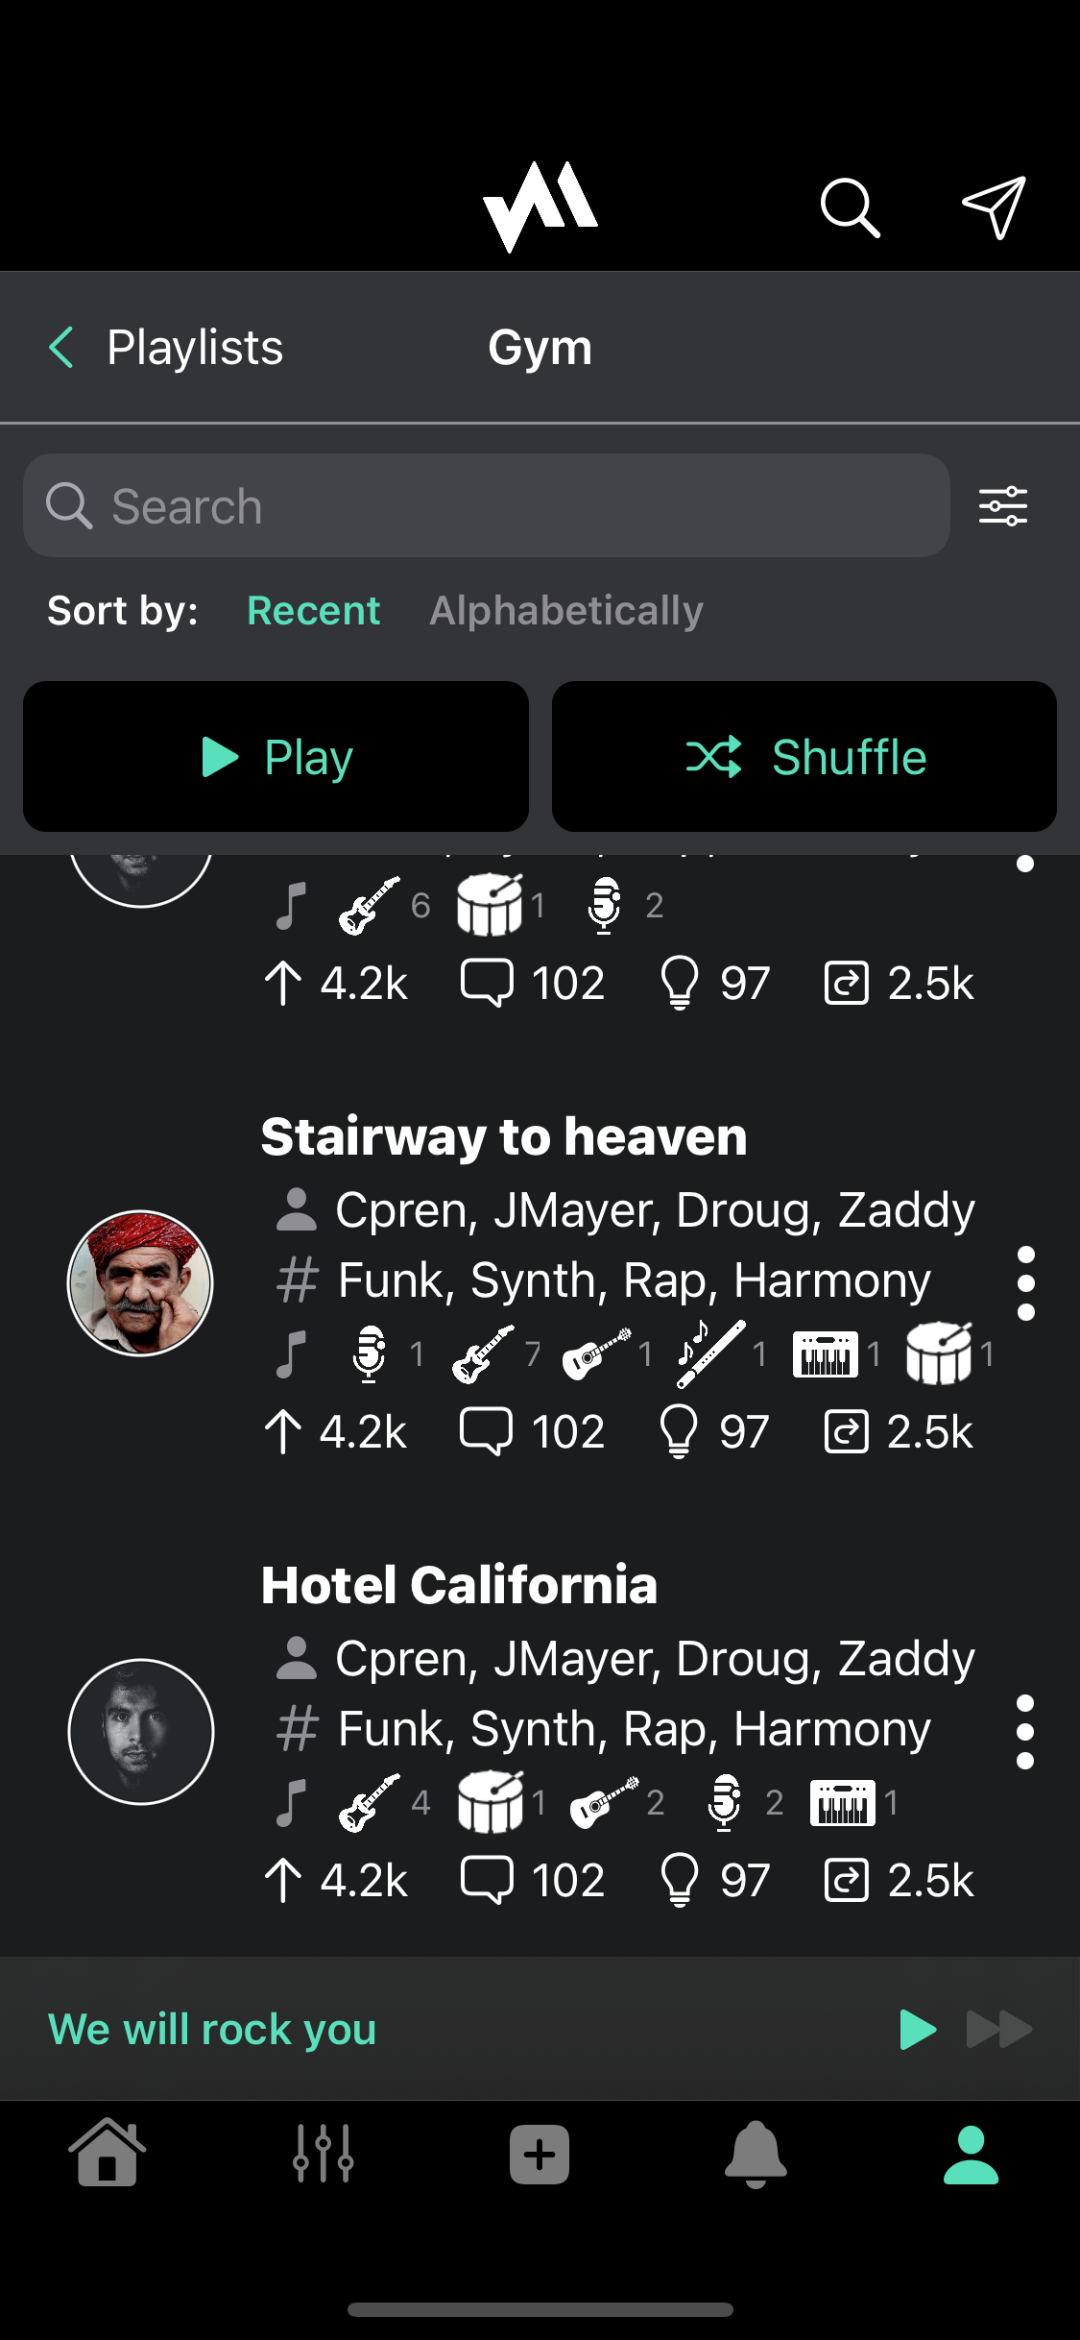 Playlists Gym
Search
Sort by: Recent Alphabetically
Play Shuffle
6 1 2
4.2k 102 97 2.5k
Stairway to heaven
Cpren, JMayer, Droug, Zaddy
# Funk, Synth, Rap, Harmony
1 7 1 1 1 1
4.2k 102 97 2.5k
Hotel California
Cpren, JMayer, Droug, Zaddy
# Funk, Synth, Rap, Harmony
4 1 2 2 1
4.2k 102 97 2.5k
We will rock you